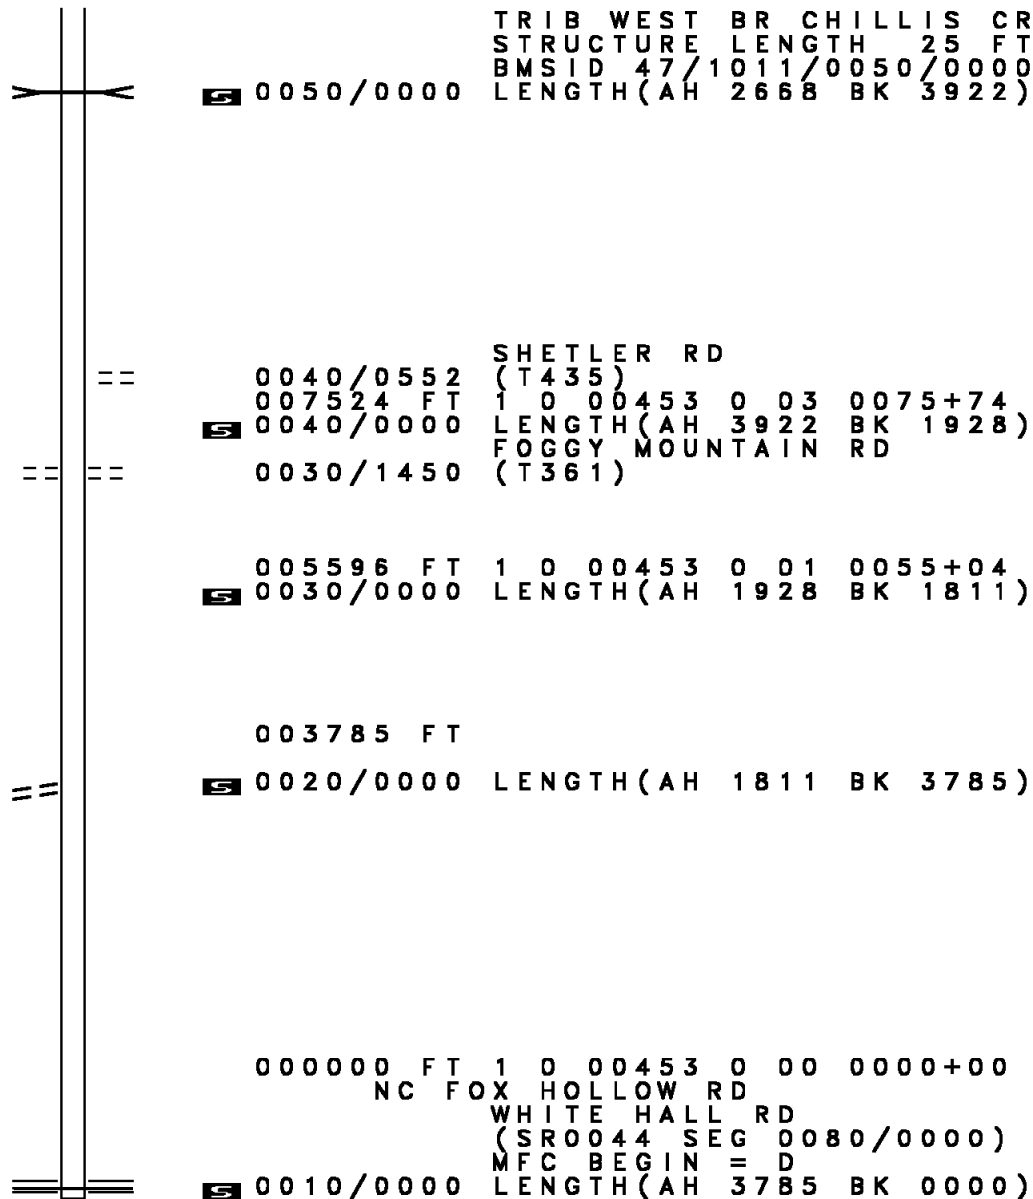 TRIB WEST BR CHILLIS CR
STRUCTURE LENGTH 25 FT
BMSID 47/1011/0050/0000
S 0050/0000 LENGTH(AH 2668 BK 3922)
SHETLER RD
0040/0552 (T435)
007524 FT 1 0 00453 0 03 0075+74
S 0040/0000 LENGTH(AH 3922 BK 1928)
FOGGY MOUNTAIN RD
0030/1450 (T361)
005596 FT 1 0 00453 0 01 0055+04
S 0030/0000 LENGTH(AH 1928 BK 1811)
003785 FT
S 0020/0000 LENGTH(AH 1811 BK 3785)
000000 FT 1 0 00453 0 00 0000+00
NC FOX HOLLOW RD
WHITE HALL RD
(SR0044 SEG 0080/0000)
MFC BEGIN = D
S 0010/0000 LENGTH(AH 3785 BK 0000)